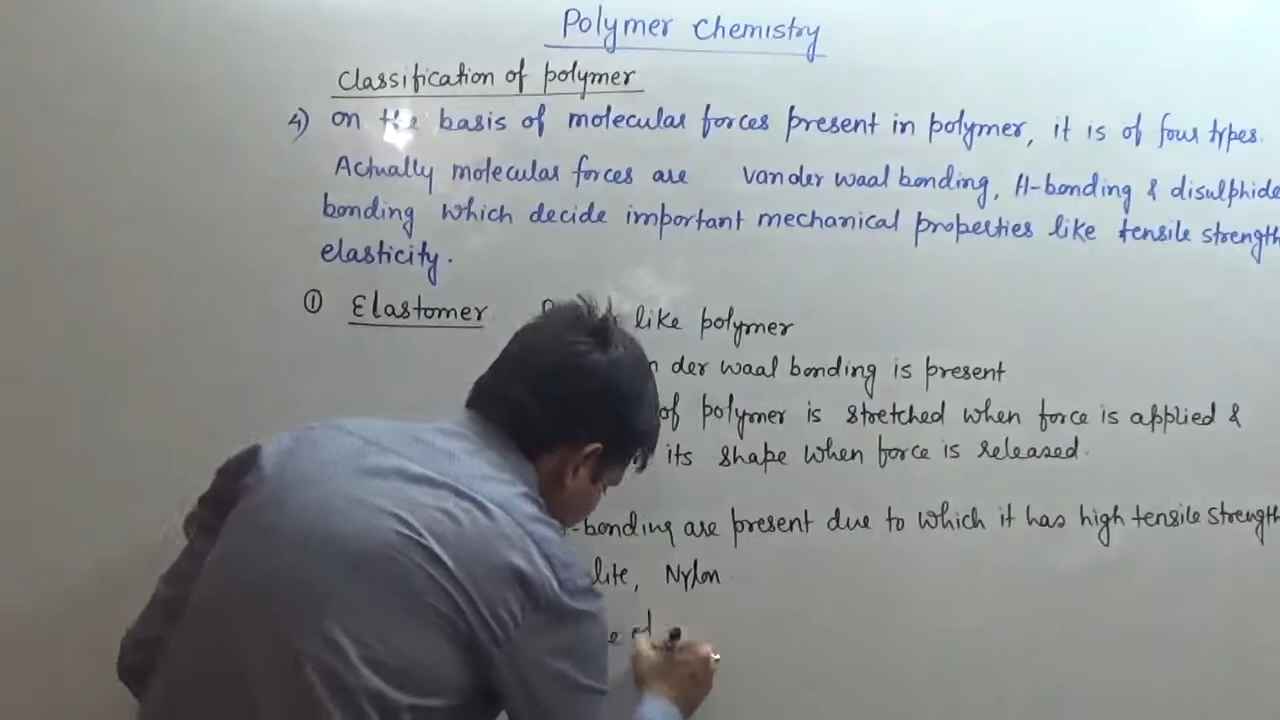 Polymer Chemistry
Classification of polymer
4) on the basis of molecular forces present in polymer, it is of four types.
Actually molecular forces are vander waal bonding, H-bonding & disulphide
bonding which decide important mechanical properties like tensile strength
elasticity.
① Elastomer like polymer
der waal bonding is present
of polymer is stretched when force is applied &
its shape when force is released.
-bonding are present due to which it has high tensile strength
lite, Nylon